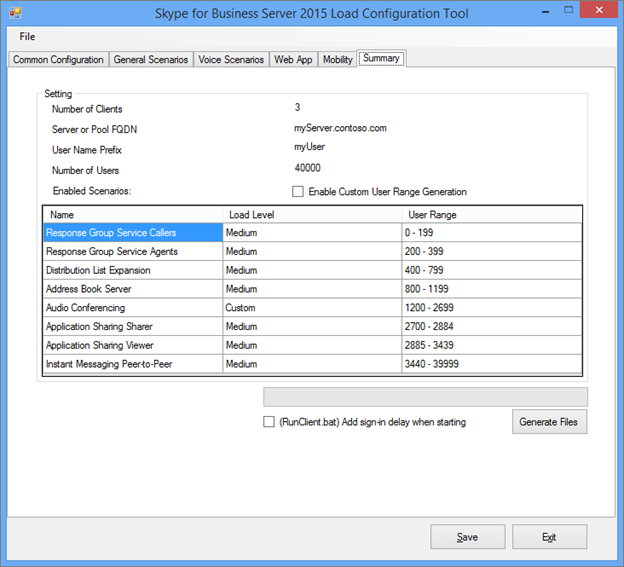 Skype for Business Server 2015 Load Configuration Tool
File
Common Configuration General Scenarios Voice Scenarios Web App Mobility Summary
Setting
Number of Clients 3
Server or Pool FQDN myServer.contoso.com
User Name Prefix myUser
Number of Users 40000
Enabled Scenarios: Enable Custom User Range Generation
Name Load Level User Range
Response Group Service Callers Medium 0 - 199
Response Group Service Agents Medium 200 - 399
Distribution List Expansion Medium 400 - 799
Address Book Server Medium 800 - 1199
Audio Conferencing Custom 1200 - 2699
Application Sharing Sharer Medium 2700 - 2884
Application Sharing Viewer Medium 2885 - 3439
Instant Messaging Peer-to-Peer Medium 3440 - 39999
(RunClient.bat) Add sign-in delay when starting Generate Files
Save Exit